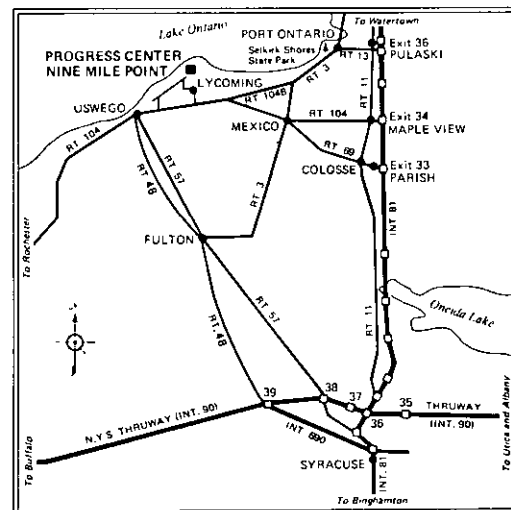 To Watertown
Lake Ontario
PORT ONTARIO
Selkirk Shores
State Park
Exit 36
PULASKI
RT 13
RT 3
PROGRESS CENTER
NINE MILE POINT
LYCOMING
RT 104B
RT 11
OSWEGO
RT 104
MEXICO
RT 104
Exit 34
MAPLE VIEW
RT 69
COLOSSE
Exit 33
PARISH
RT 57
RT 48
RT 3
INT 81
To Rochester
FULTON
RT 57
RT. 48
RT 11
Oneida Lake
39
38
37
36
35
THRUWAY
(INT. 90)
N.Y.S THRUWAY (INT. 90)
INT 690
SYRACUSE
INT. 81
To Buffalo
To Utica and Albany
To Binghamton